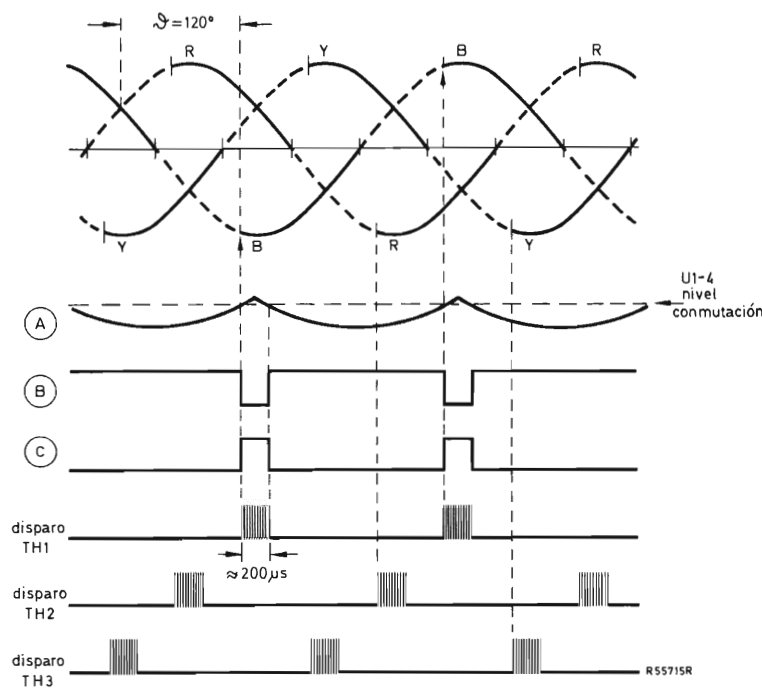 ϑ=120°
R
Y
B
R
Y
B
R
Y
U1-4
nivel
conmutación
A
B
C
disparo
TH1
≈200µs
disparo
TH2
disparo
TH3
R55715R